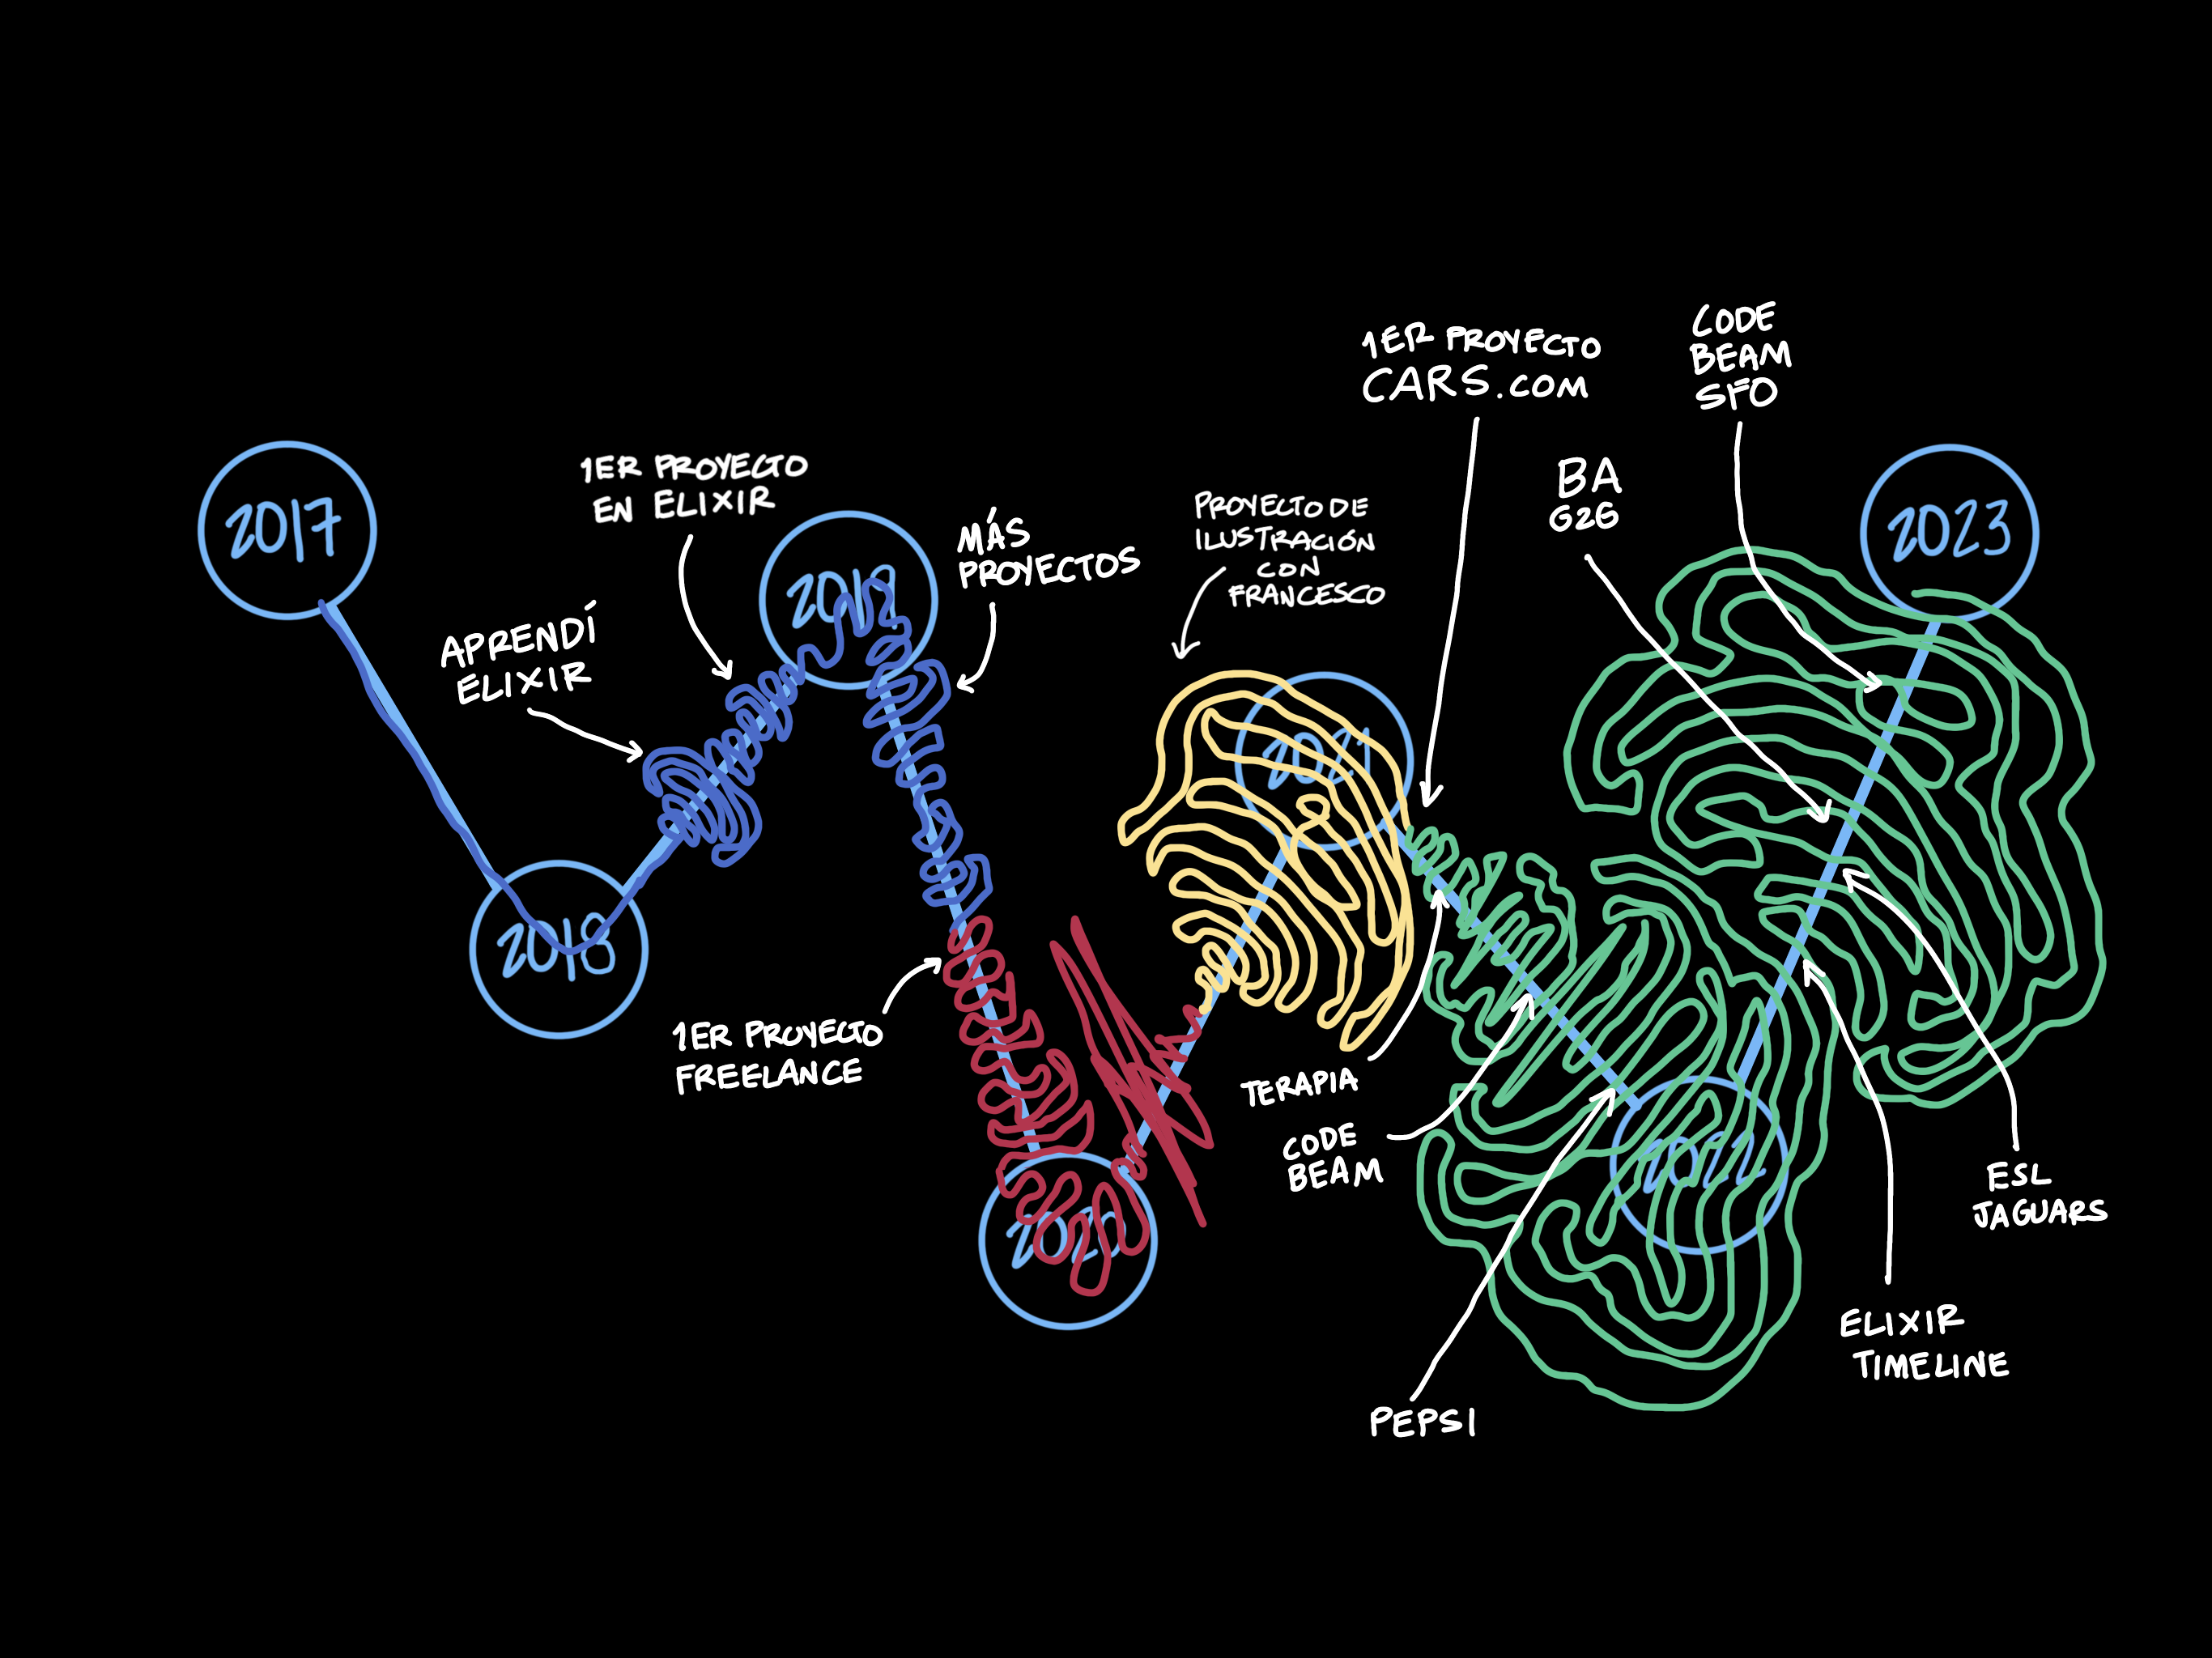 2017
APRENDÍ
ELIXIR
2018
1ER PROYECTO
EN ELIXIR
2019
MÁS
PROYECTOS
1ER PROYECTO
FREELANCE
2020
PROYECTO DE
ILUSTRACIÓN
CON
FRANCESCO
2021
1ER PROYECTO
CARS.COM
TERAPIA
CODE
BEAM
PEPSI
2022
ELIXIR
TIMELINE
ESL
JAGUARS
BA
G2G
CODE
BEAM
SFO
2023